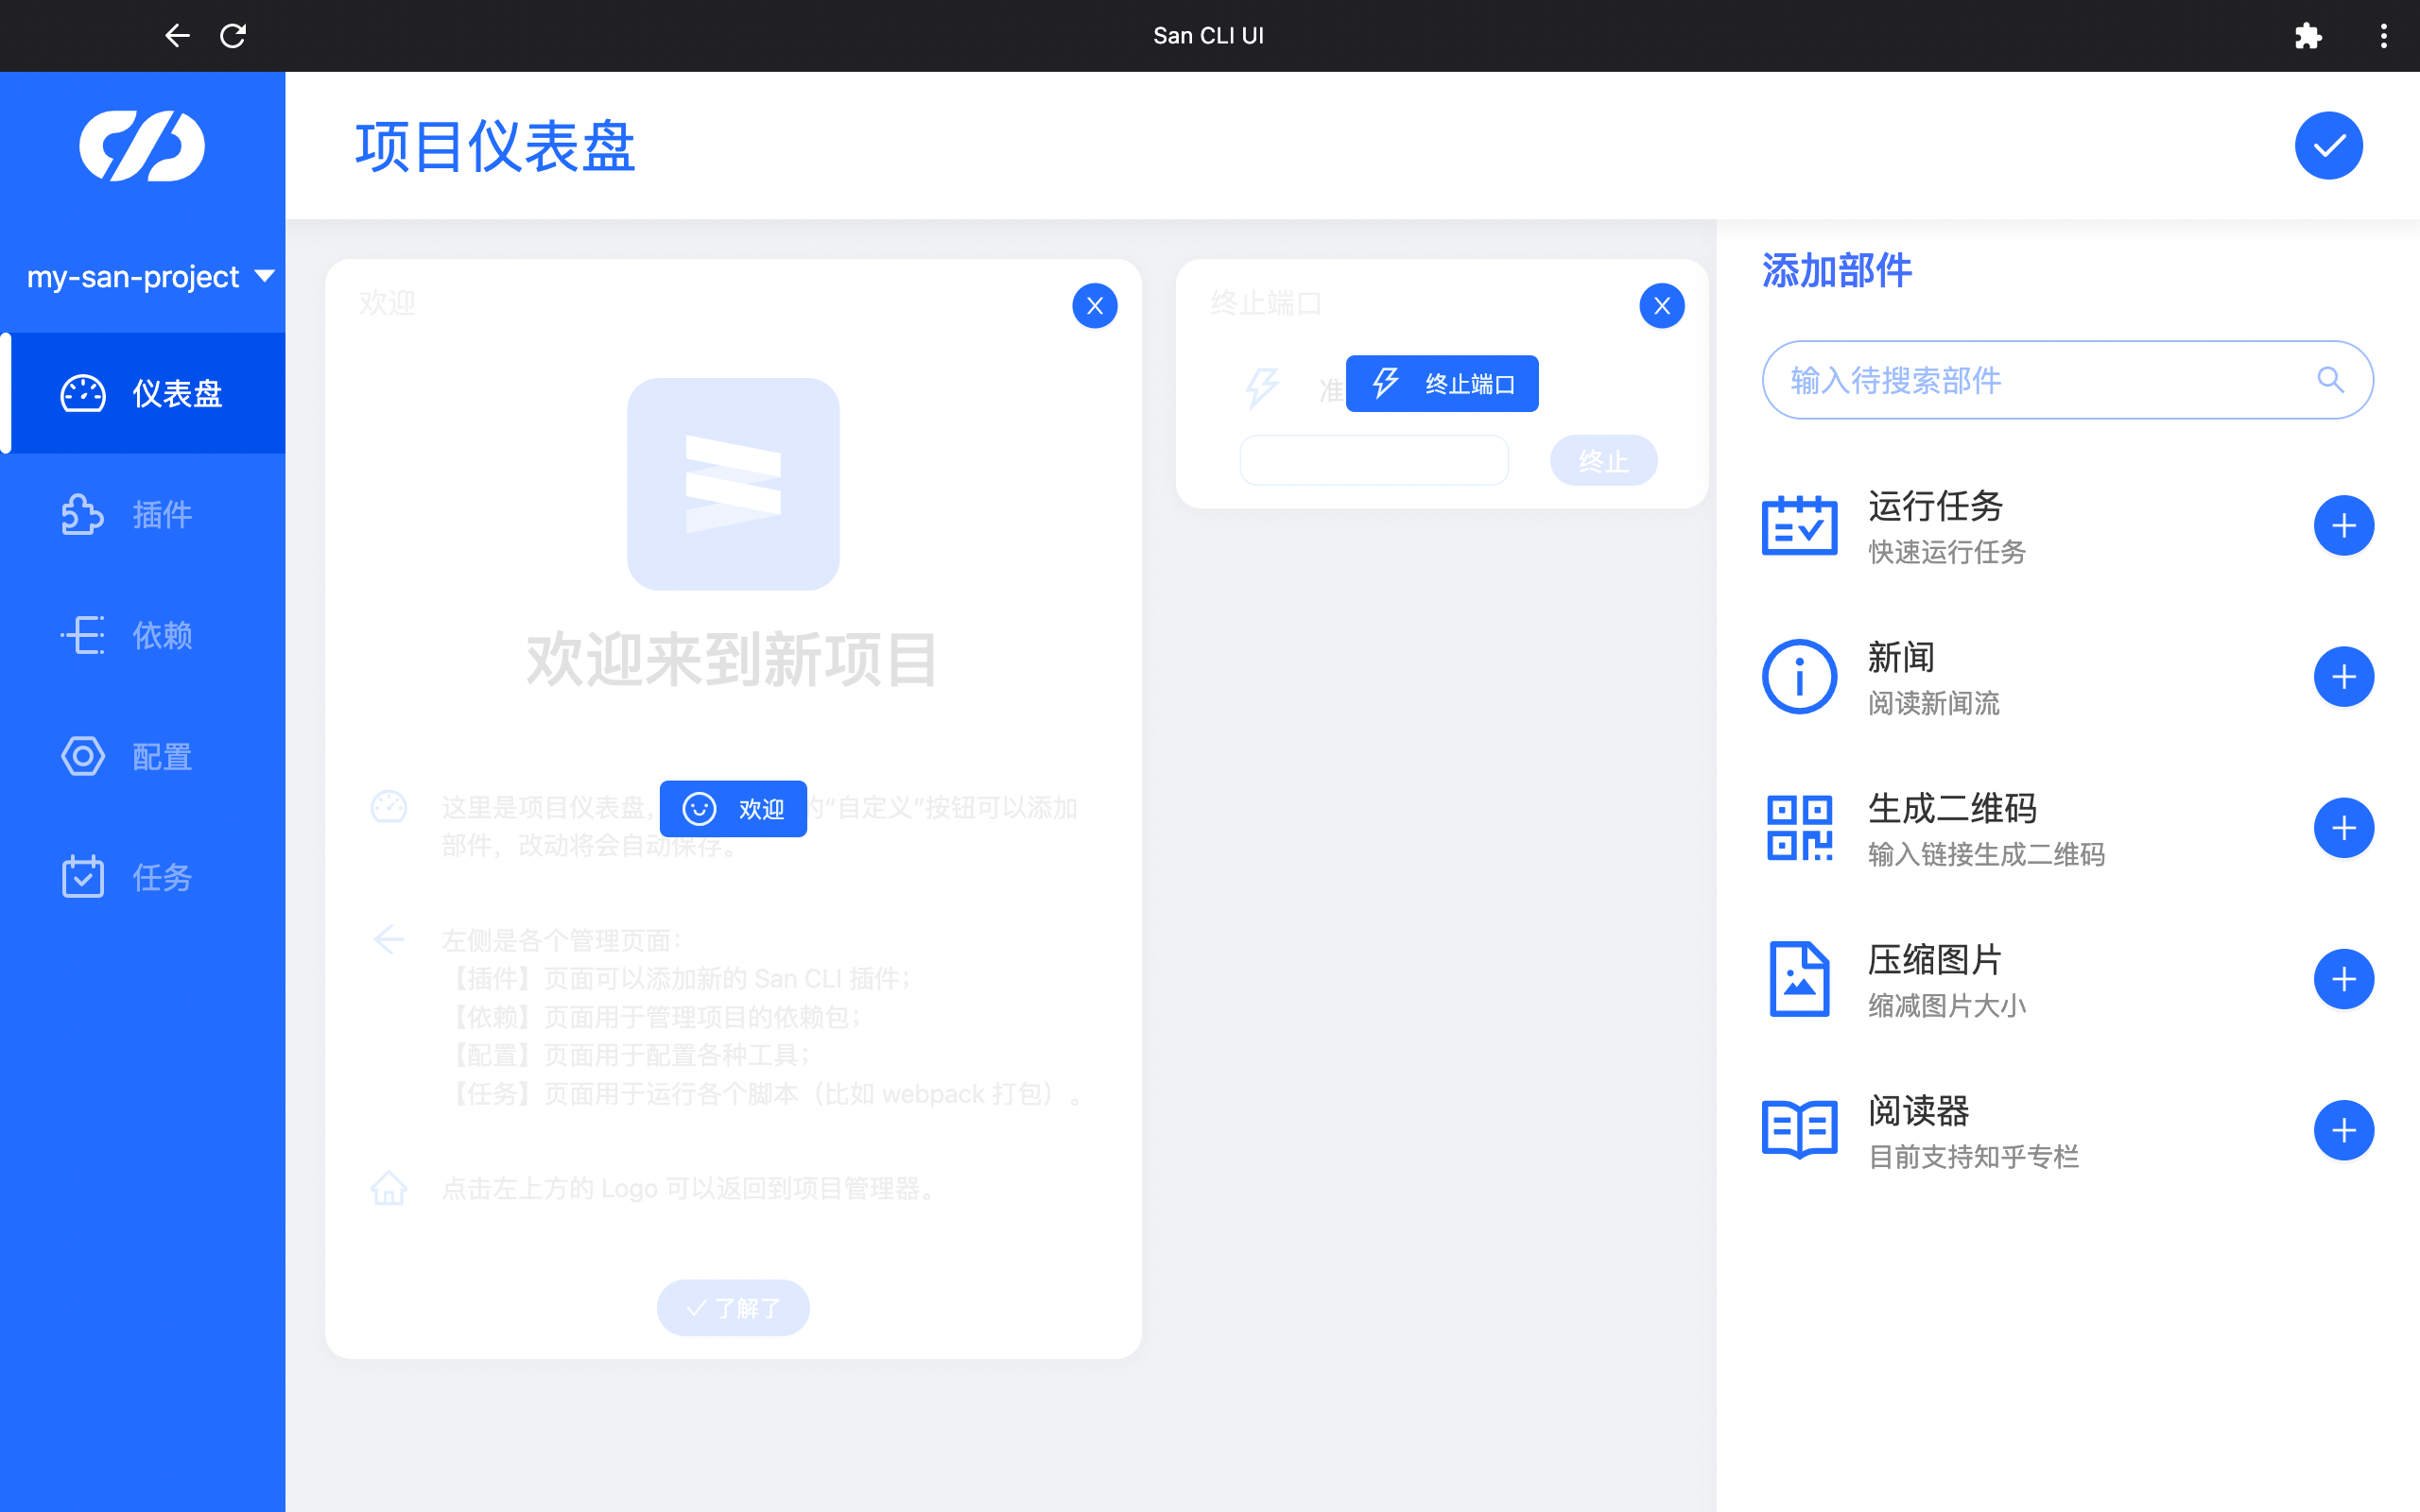 San CLI UI
my-san-project
仪表盘
插件
依赖
配置
任务
项目仪表盘
欢迎
X
欢迎来到新项目
这里是项目仪表盘,
的“自定义”按钮可以添加
欢迎
部件，改动将会自动保存。
左侧是各个管理页面：
【插件】页面可以添加新的 San CLI 插件；
【依赖】页面用于管理项目的依赖包；
【配置】页面用于配置各种工具；
【任务】页面用于运行各个脚本（比如 webpack 打包）。
点击左上方的 Logo 可以返回到项目管理器。
了解了
终止端口
X
准
终止端口
终止
添加部件
输入待搜索部件
运行任务
快速运行任务
新闻
阅读新闻流
生成二维码
输入链接生成二维码
压缩图片
缩减图片大小
阅读器
目前支持知乎专栏